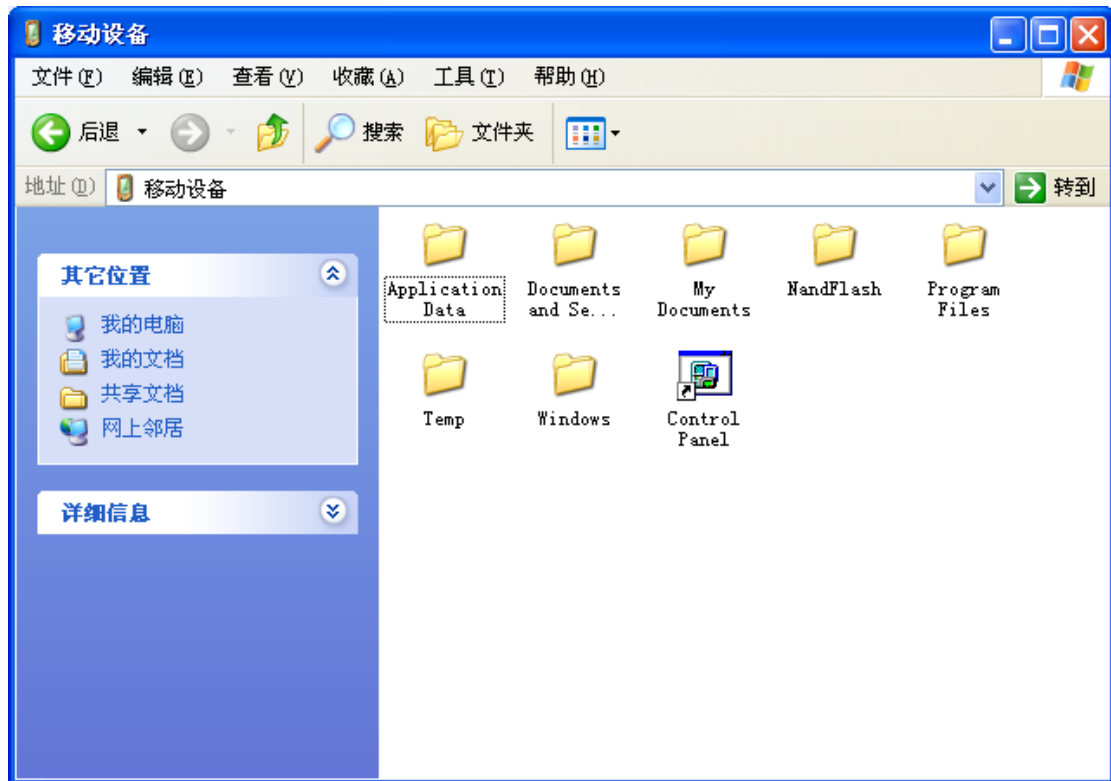 移动设备
文件(F) 编辑(E) 查看(V) 收藏(A) 工具(T) 帮助(H)
后退 搜索 文件夹
地址(D) 移动设备 转到
其它位置
我的电脑
我的文档
共享文档
网上邻居
详细信息
Application Data
Documents and Se...
My Documents
NandFlash
Program Files
Temp
Windows
Control Panel